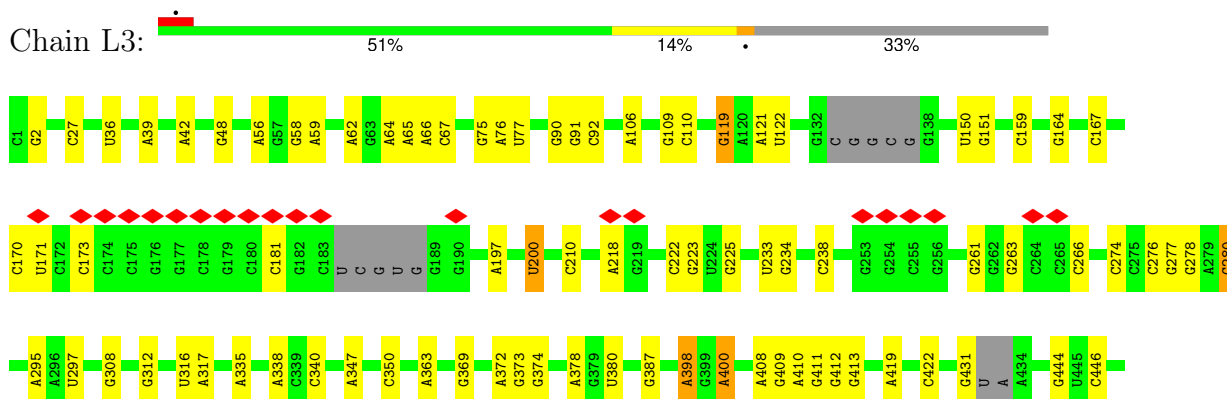 Chain L3: 51% 14% • 33%
C1 G2 C27 U36 A39 A42 G48 A56 G57 G58 A59 A62 G63 A64 A65 A66 C67 G75 A76 U77 G90 G91 C92 A106 G109 C110 G119 A120 A121 U122 G132 C G G C G G138 U150 G151 C159 G164 C167
C170 U171 C172 C173 C174 C175 G176 G177 C178 G179 C180 C181 G182 C183 U C G U G G189 G190 A197 U200 C210 A218 G219 C222 G223 U224 G225 U233 G234 C238 G253 G254 C255 G256 G261 G262 G263 C264 C265 C266 C274 C275 C276 G277 G278 A279
A295 A296 U297 G308 G312 U316 A317 A335 A338 C339 C340 A347 C350 A363 G369 A372 G373 G374 A378 G379 U380 G387 A398 G399 A400 A408 G409 A410 G411 G412 G413 A419 C422 G431 U A A434 G444 U445 C446